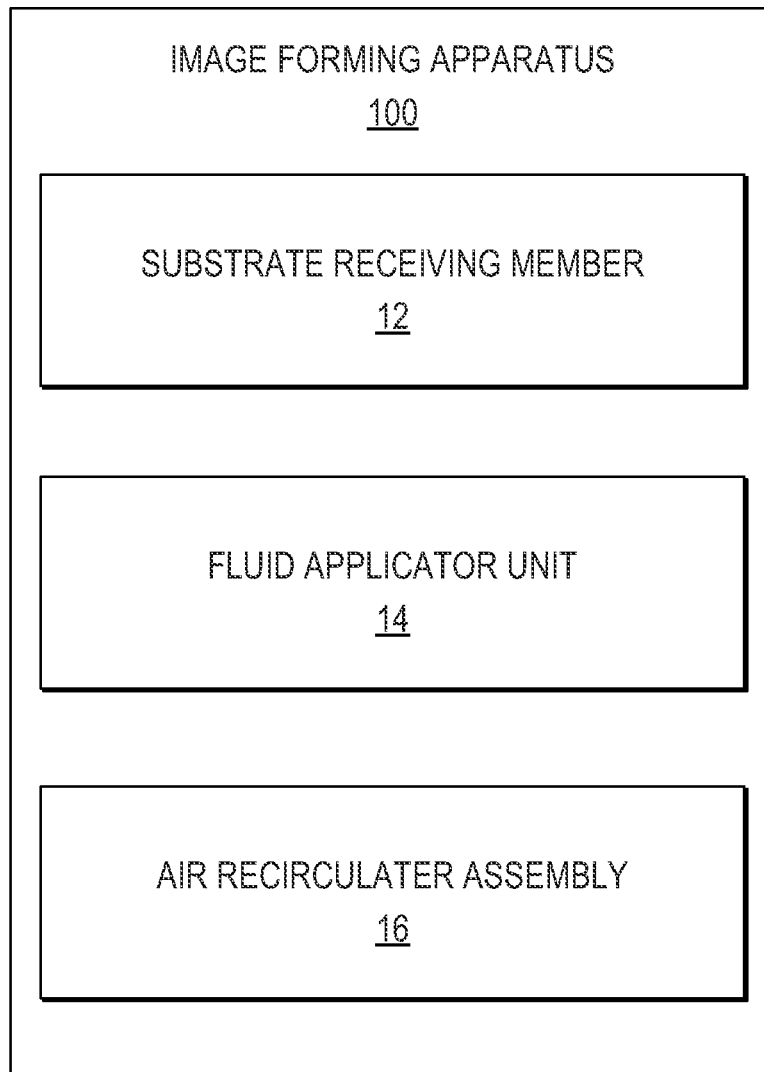 IMAGE FORMING APPARATUS
100
SUBSTRATE RECEIVING MEMBER
12
FLUID APPLICATOR UNIT
14
AIR RECIRCULATER ASSEMBLY
16